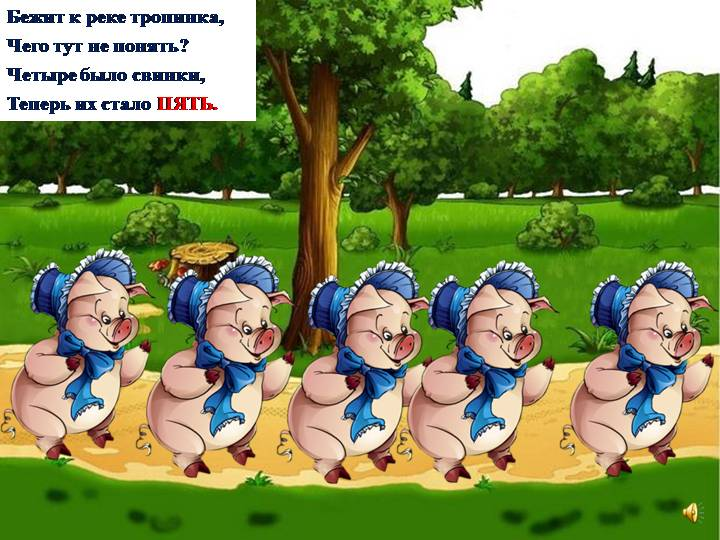 Бежит к реке тропинка,
Чего тут не понять?
Четыре было свинки,
Теперь их стало ПЯТЬ.